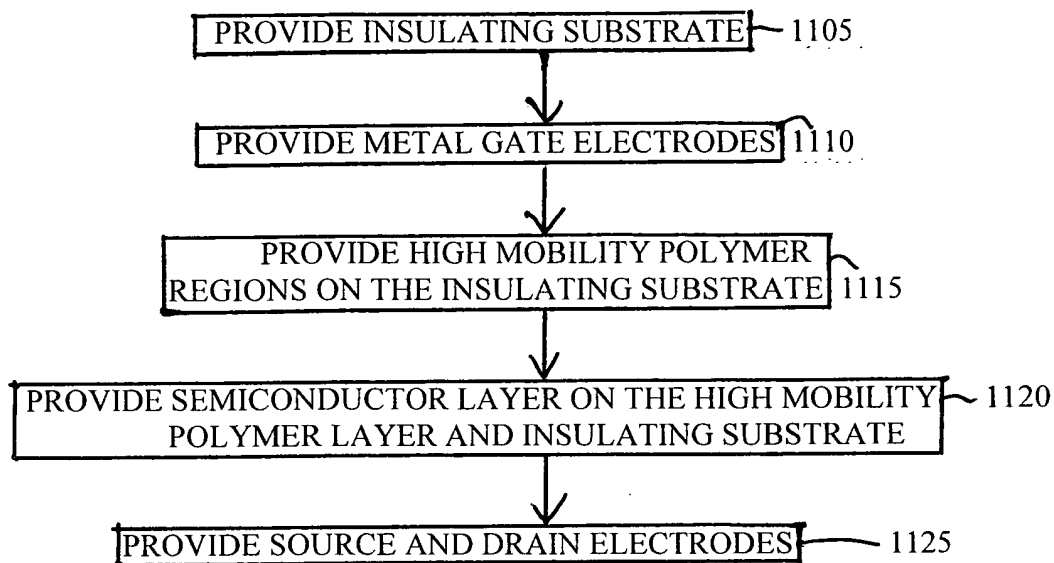 PROVIDE INSULATING SUBSTRATE 1105
PROVIDE METAL GATE ELECTRODES 1110
PROVIDE HIGH MOBILITY POLYMER
REGIONS ON THE INSULATING SUBSTRATE 1115
PROVIDE SEMICONDUCTOR LAYER ON THE HIGH MOBILITY 1120
POLYMER LAYER AND INSULATING SUBSTRATE
PROVIDE SOURCE AND DRAIN ELECTRODES 1125